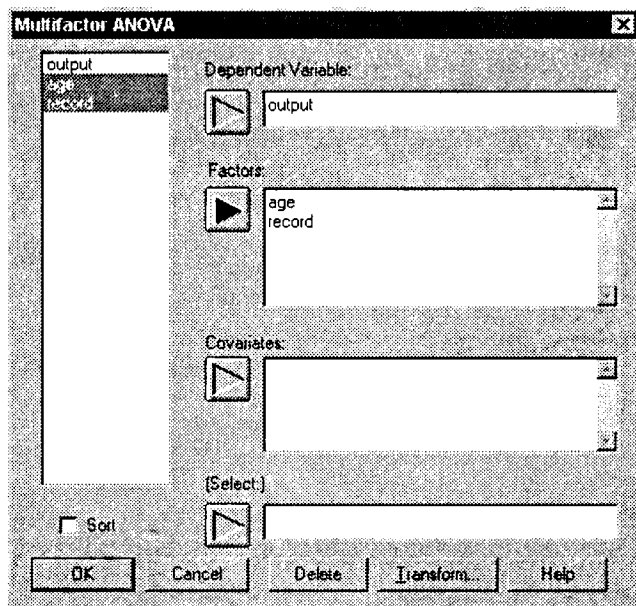 Multifactor ANOVA
output
age
record
Dependent Variable:
output
Factors:
age
record
Covariates:
(Select:)
Sort
OK
Cancel
Delete
Transform...
Help